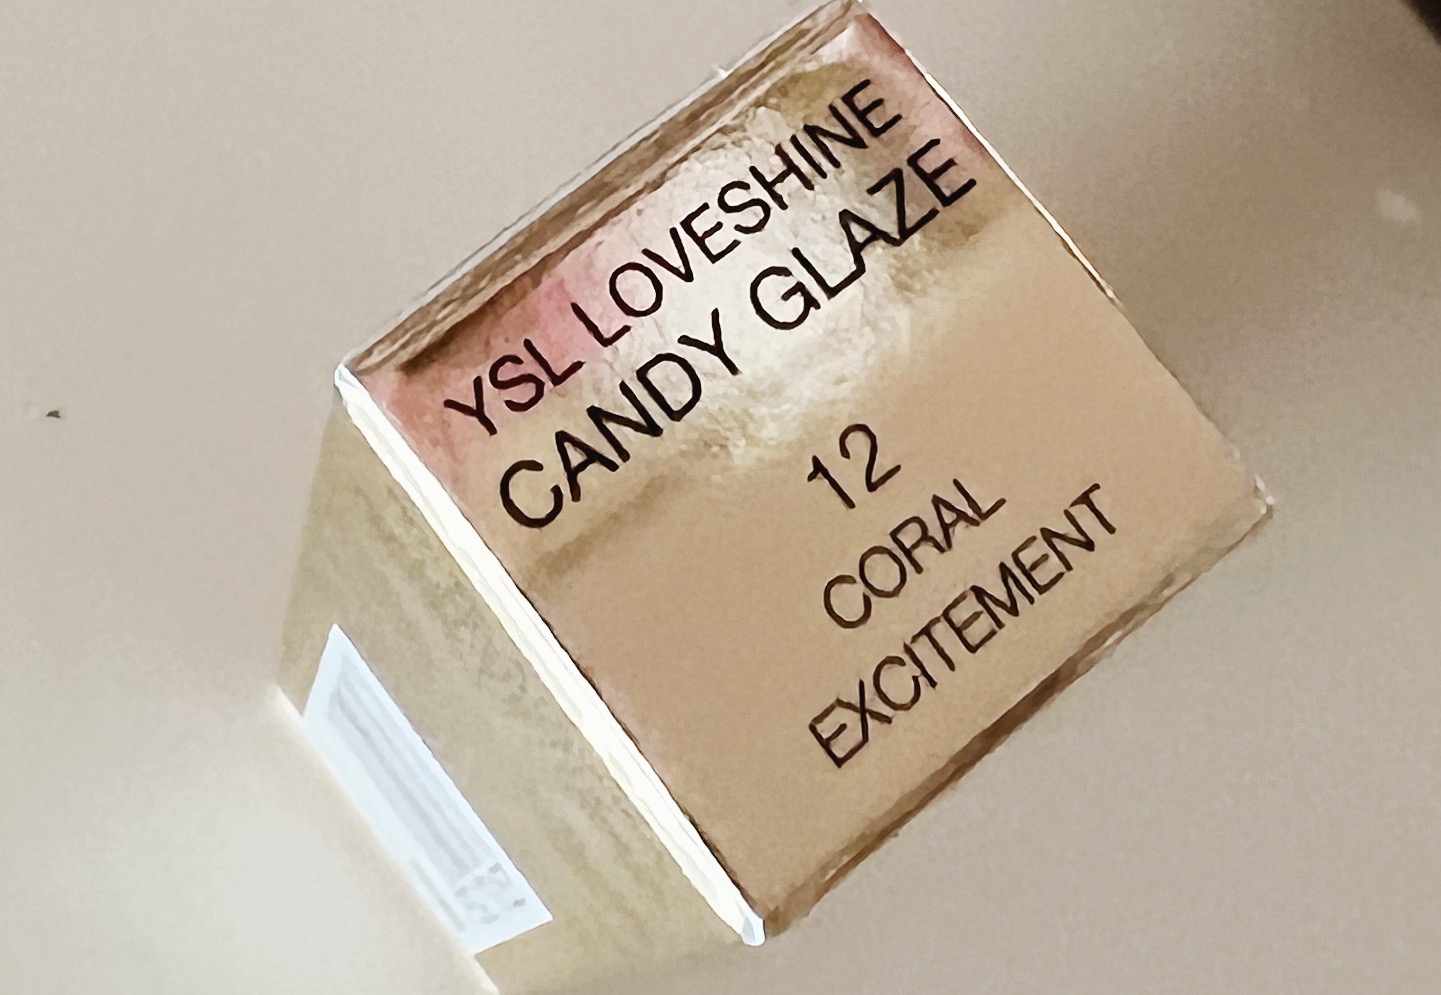 YSL LOVESHINE
CANDY GLAZE
12
CORAL
EXCITEMENT